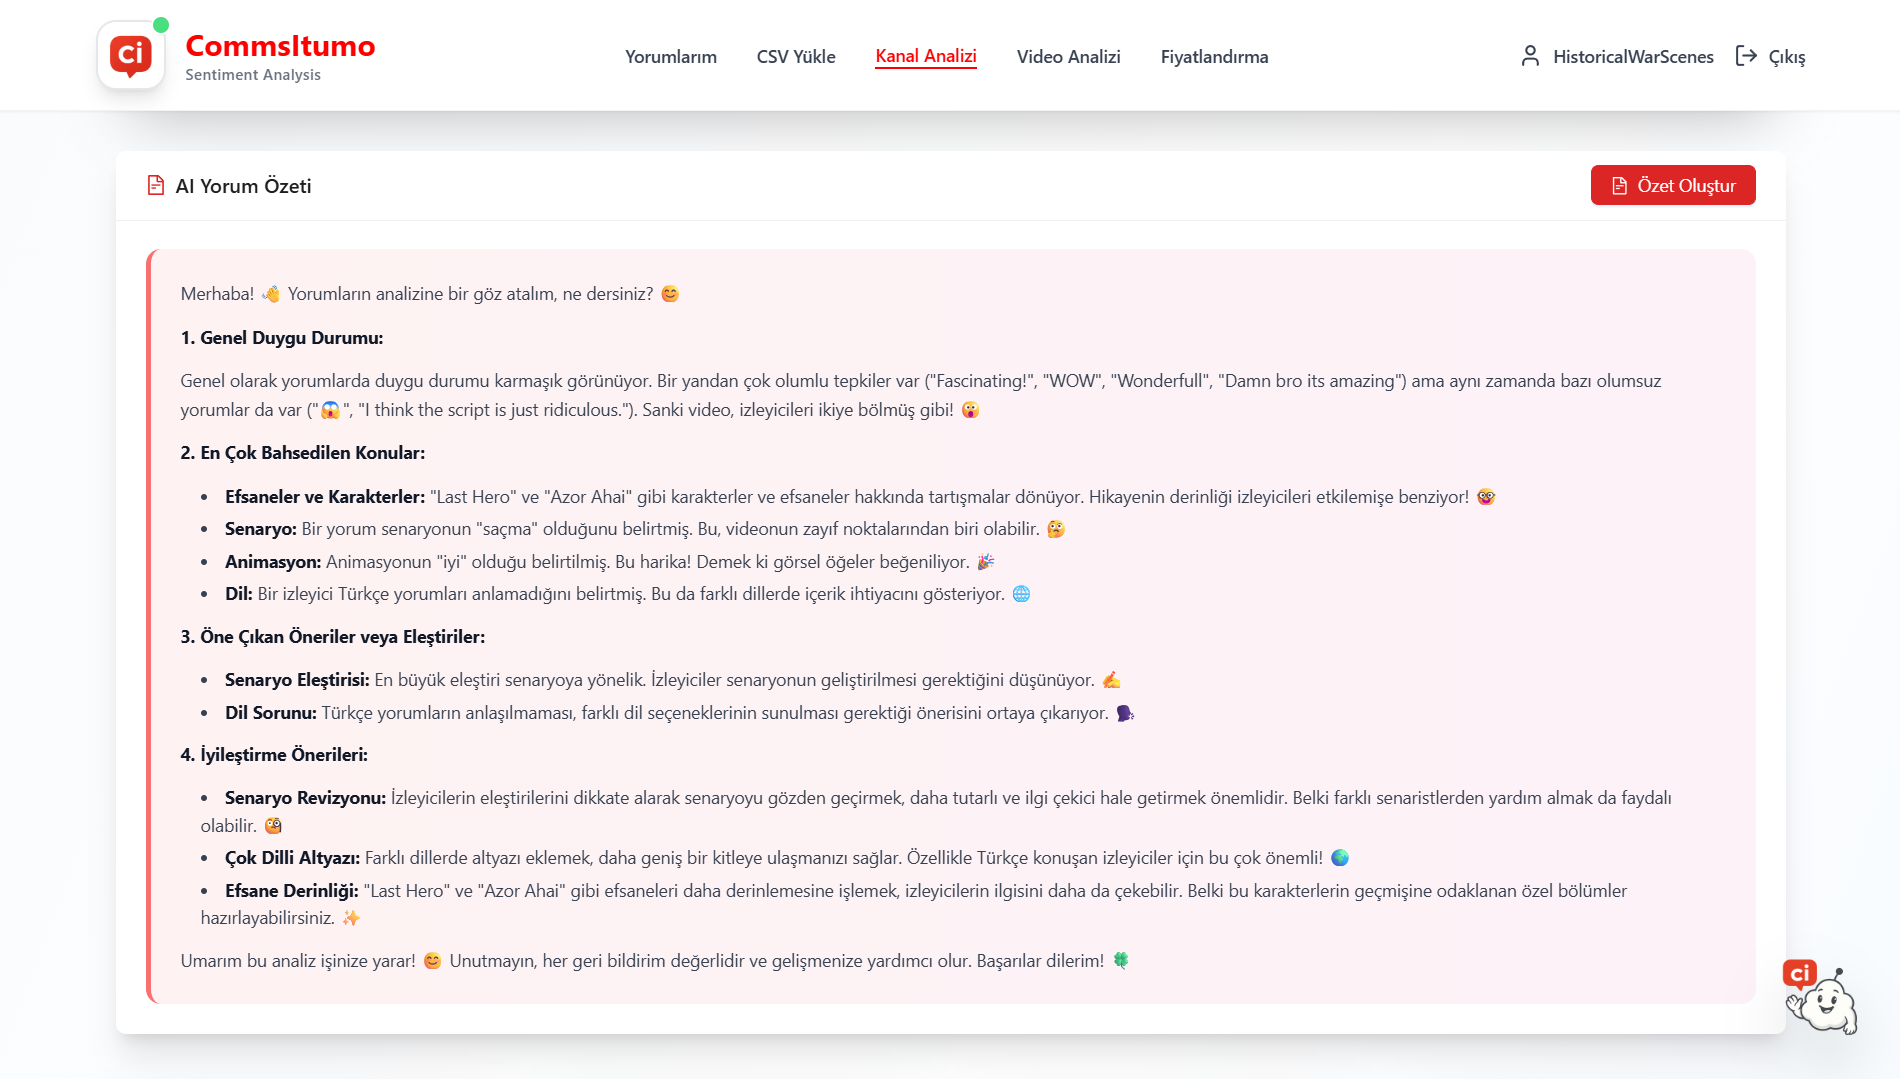 ci
CommsItumo
Sentiment Analysis
Yorumlarım
CSV Yükle
Kanal Analizi
Video Analizi
Fiyatlandırma
HistoricalWarScenes
Çıkış
AI Yorum Özeti
Özet Oluştur
Merhaba! 👋 Yorumların analizine bir göz atalım, ne dersiniz? 😊
1. Genel Duygu Durumu:
Genel olarak yorumlarda duygu durumu karmaşık görünüyor. Bir yandan çok olumlu tepkiler var ("Fascinating!", "WOW", "Wonderfull", "Damn bro its amazing") ama aynı zamanda bazı olumsuz
yorumlar da var ("😱", "I think the script is just ridiculous."). Sanki video, izleyicileri ikiye bölmüş gibi! 😲
2. En Çok Bahsedilen Konular:
• Efsaneler ve Karakterler: "Last Hero" ve "Azor Ahai" gibi karakterler ve efsaneler hakkında tartışmalar dönüyor. Hikayenin derinliği izleyicileri etkilemişe benziyor! 🤓
• Senaryo: Bir yorum senaryonun "saçma" olduğunu belirtmiş. Bu, videonun zayıf noktalarından biri olabilir. 🤔
• Animasyon: Animasyonun "iyi" olduğu belirtilmiş. Bu harika! Demek ki görsel öğeler beğeniliyor. 🎉
• Dil: Bir izleyici Türkçe yorumları anlamadığını belirtmiş. Bu da farklı dillerde içerik ihtiyacını gösteriyor. 🌐
3. Öne Çıkan Öneriler veya Eleştiriler:
• Senaryo Eleştirisi: En büyük eleştiri senaryoya yönelik. İzleyiciler senaryonun geliştirilmesi gerektiğini düşünüyor. ✍️
• Dil Sorunu: Türkçe yorumların anlaşılmaması, farklı dil seçeneklerinin sunulması gerektiği önerisini ortaya çıkarıyor. 🗣️
4. İyileştirme Önerileri:
• Senaryo Revizyonu: İzleyicilerin eleştirilerini dikkate alarak senaryoyu gözden geçirmek, daha tutarlı ve ilgi çekici hale getirmek önemlidir. Belki farklı senaristlerden yardım almak da faydalı
olabilir. 🧐
• Çok Dilli Altyazı: Farklı dillerde altyazı eklemek, daha geniş bir kitleye ulaşmanızı sağlar. Özellikle Türkçe konuşan izleyiciler için bu çok önemli! 🌍
• Efsane Derinliği: "Last Hero" ve "Azor Ahai" gibi efsaneleri daha derinlemesine işlemek, izleyicilerin ilgisini daha da çekebilir. Belki bu karakterlerin geçmişine odaklanan özel bölümler
hazırlayabilirsiniz. ✨
Umarım bu analiz işinize yarar! 😊 Unutmayın, her geri bildirim değerlidir ve gelişmenize yardımcı olur. Başarılar dilerim! 🍀
ci